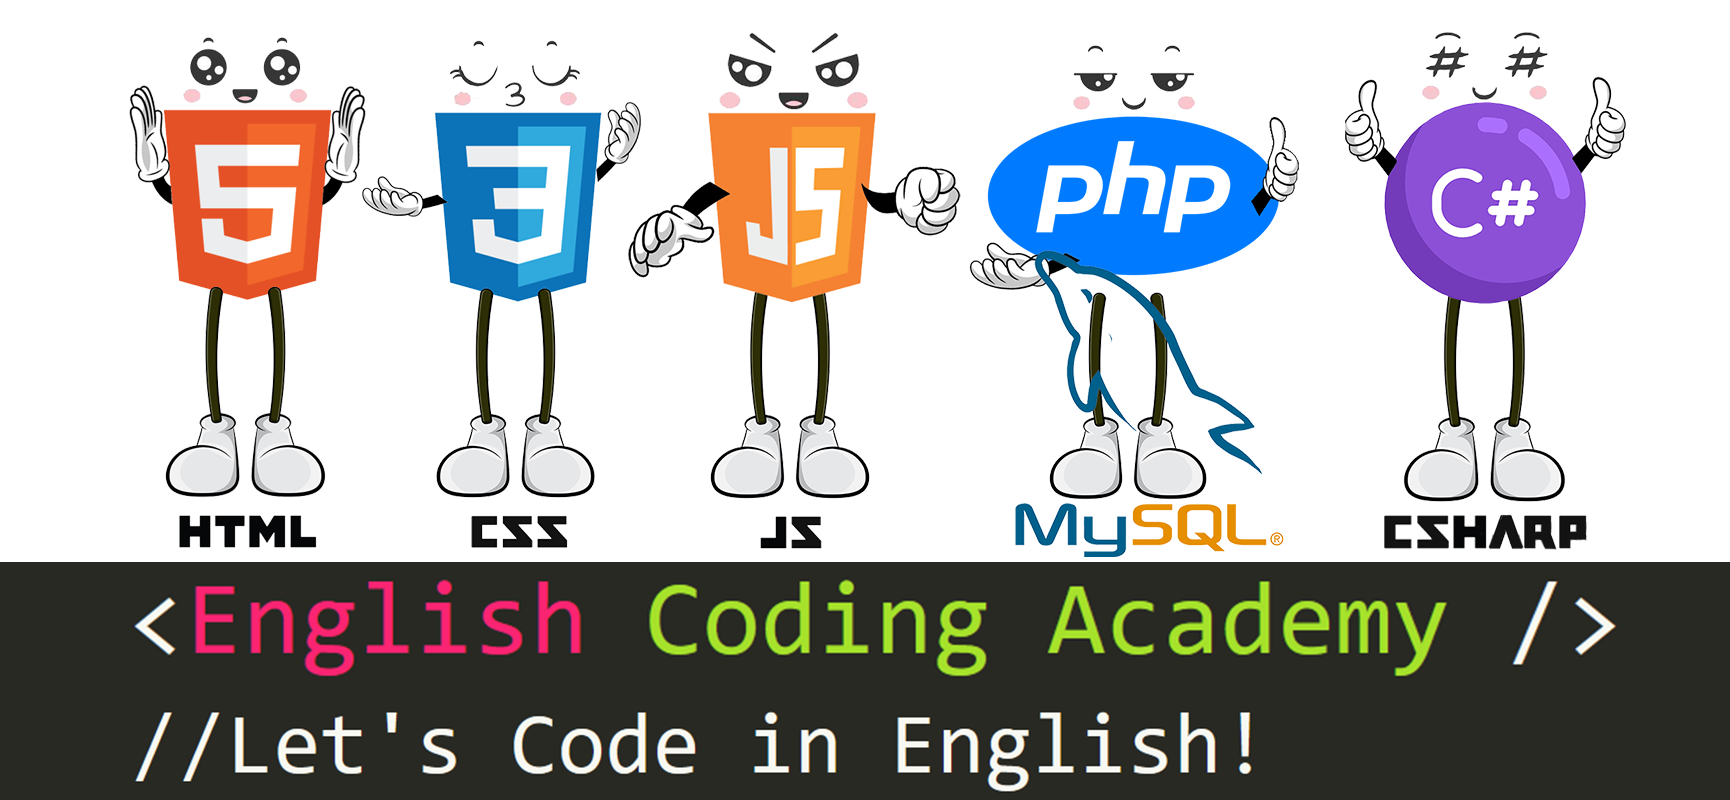 5
3
JS
php
C#
HTML
CSS
JS
MySQL®
CSHARP
<English Coding Academy />
//Let's Code in English!